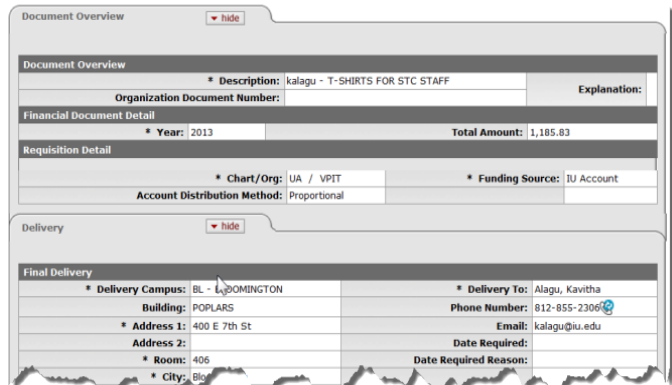 Document Overview hide
Document Overview
* Description: kalagu - T-SHIRTS FOR STC STAFF Explanation:
Organization Document Number:
Financial Document Detail
* Year: 2013 Total Amount: 1,185.83
Requisition Detail
* Chart/Org: UA / VPIT * Funding Source: IU Account
Account Distribution Method: Proportional
Delivery hide
Final Delivery
* Delivery Campus: BL - BLOOMINGTON * Delivery To: Alagu, Kavitha
Building: POPLARS Phone Number: 812-855-2306
* Address 1: 400 E 7th St Email: kalagu@iu.edu
Address 2: Date Required:
* Room: 406 Date Required Reason:
* City: